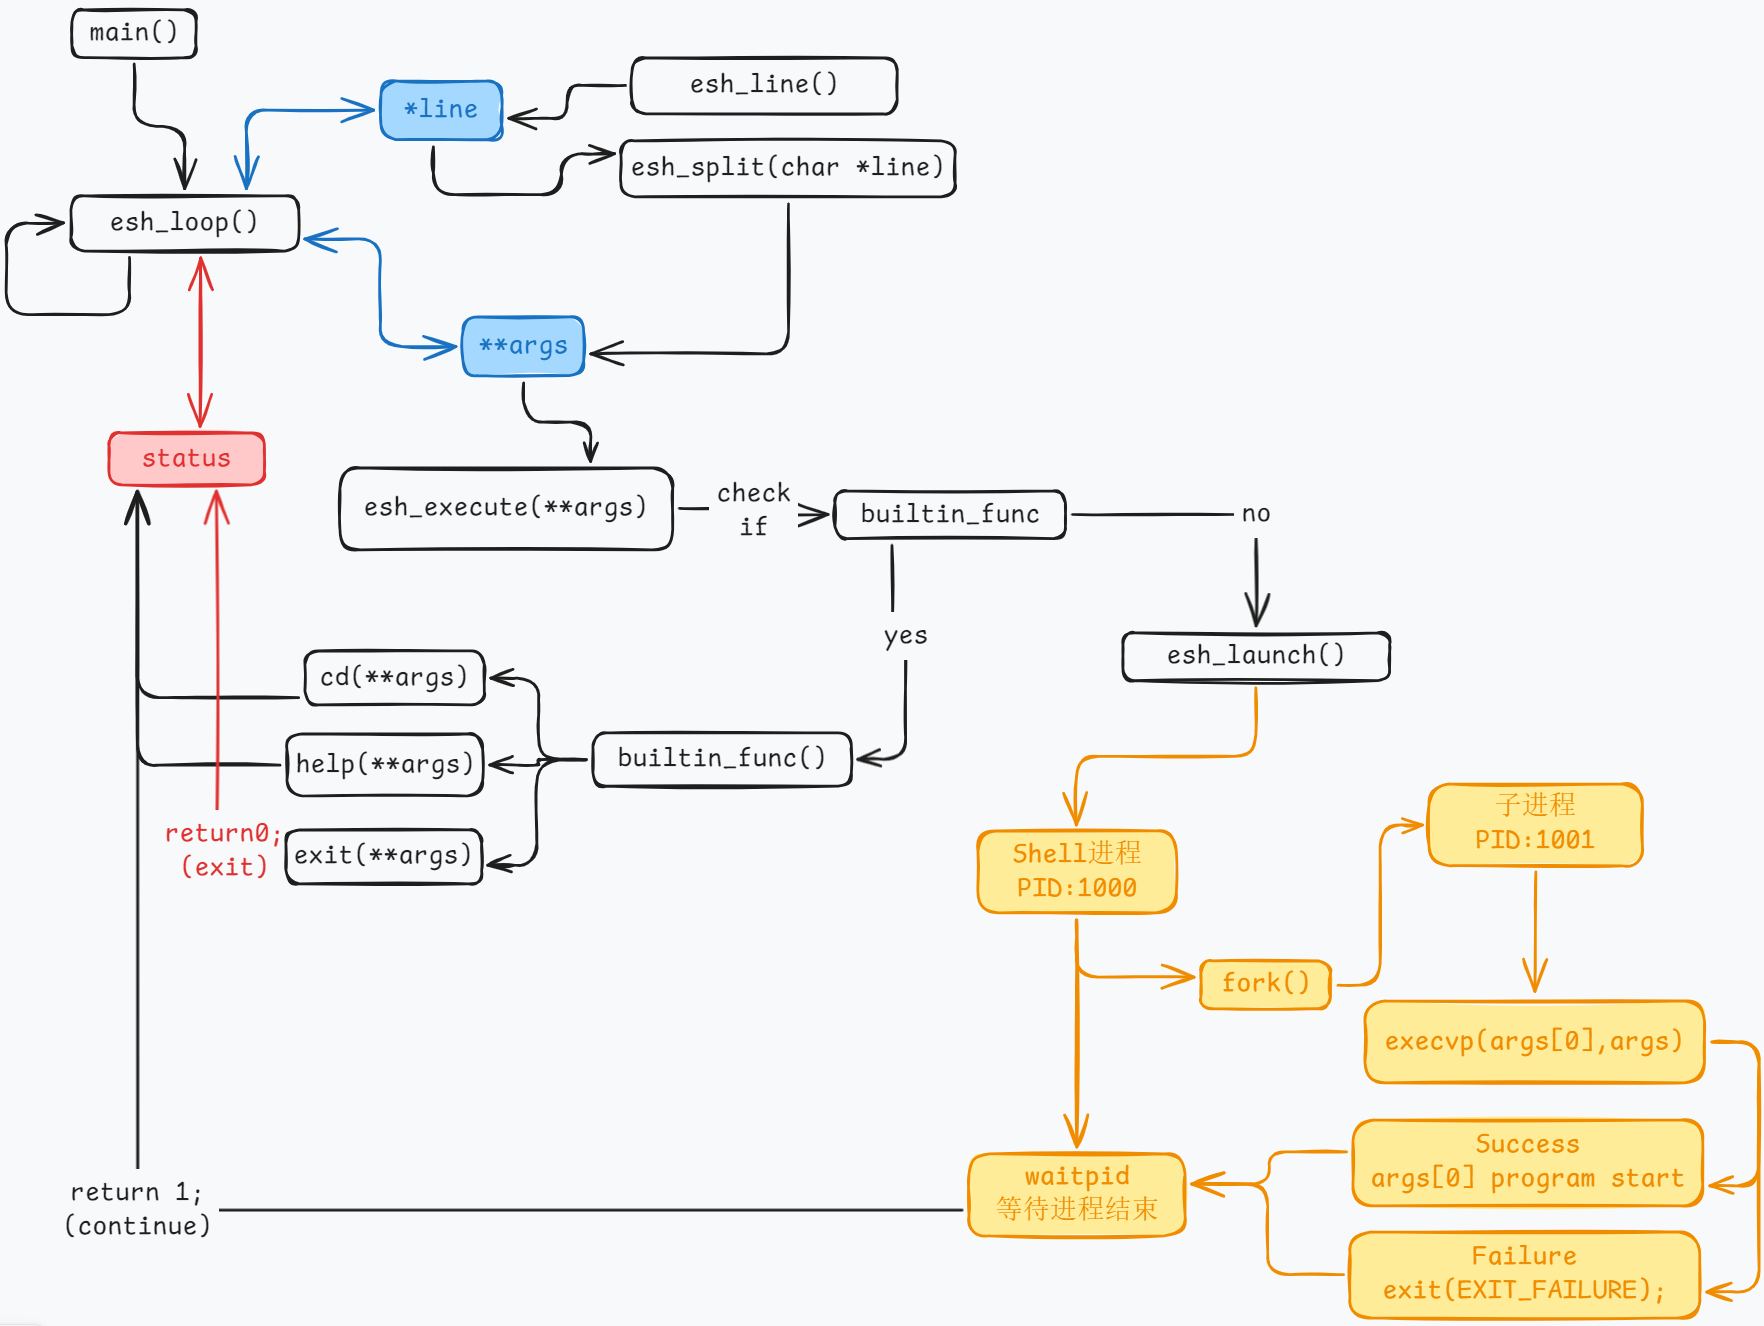 main()
*line
esh_line()
esh_split(char *line)
esh_loop()
**args
status
esh_execute(**args)
check
if
builtin_func
no
yes
esh_launch()
cd(**args)
help(**args)
builtin_func()
return0;
(exit)
exit(**args)
Shell进程
PID:1000
子进程
PID:1001
fork()
execvp(args[0],args)
Success
args[0] program start
waitpid
等待进程结束
return 1;
(continue)
Failure
exit(EXIT_FAILURE);